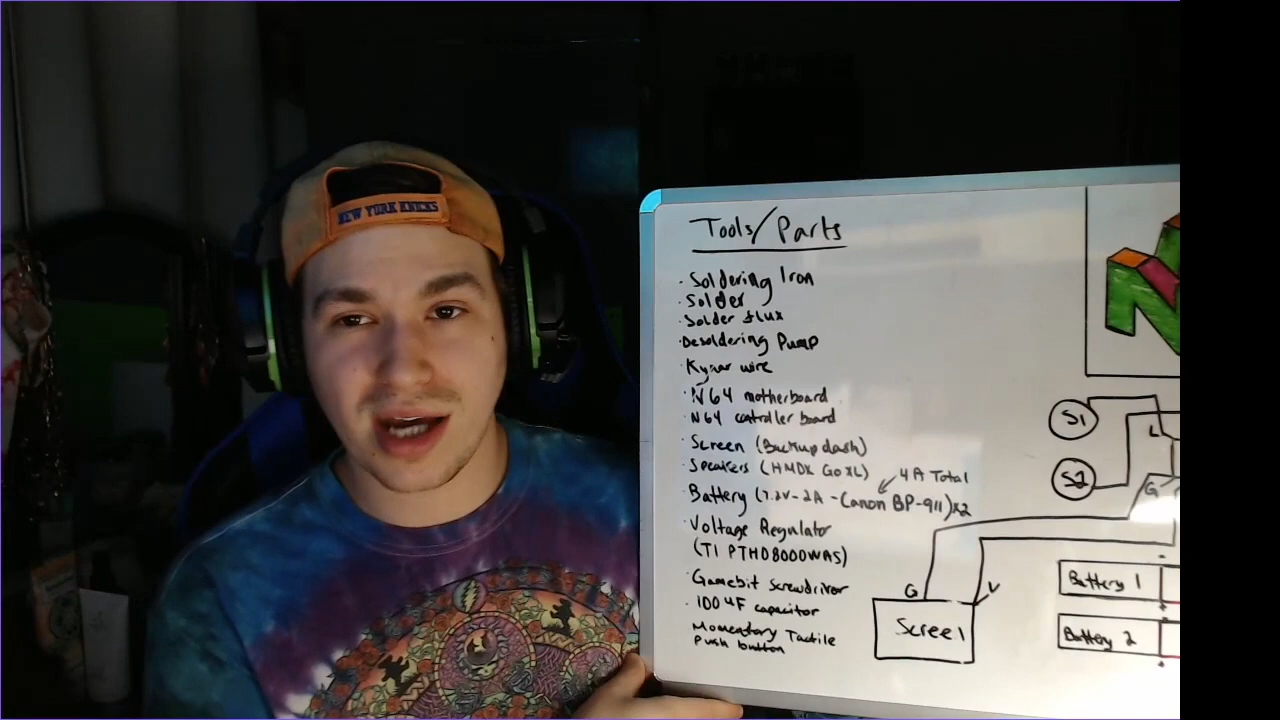 NEW YORK KNICKS
Tools/Parts
· Soldering Iron
· Solder
· Solder flux
· Desoldering Pump
· Kynar wire
· N64 motherboard
· N64 controller board
· Screen (Backup dash)
· Speakers (HMDX Go XL)
4A Total
· Battery (7.2V-2A - Canon BP-911)x2
· Voltage Regulator
(TI PTH08000WAS)
· Gamebit Screwdriver
· 100 uF capacitor
· Momentary Tactile
Push button
S1
L
S2
G
G
V
Screen
Battery 1
Battery 2